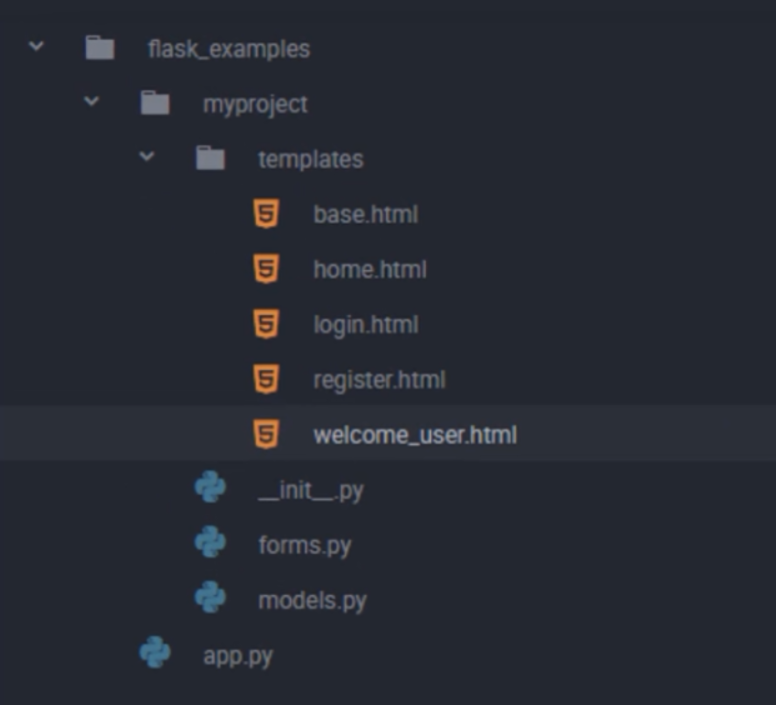 flask_examples
myproject
templates
base.html
home.html
login.html
register.html
welcome_user.html
__init__.py
forms.py
models.py
app.py